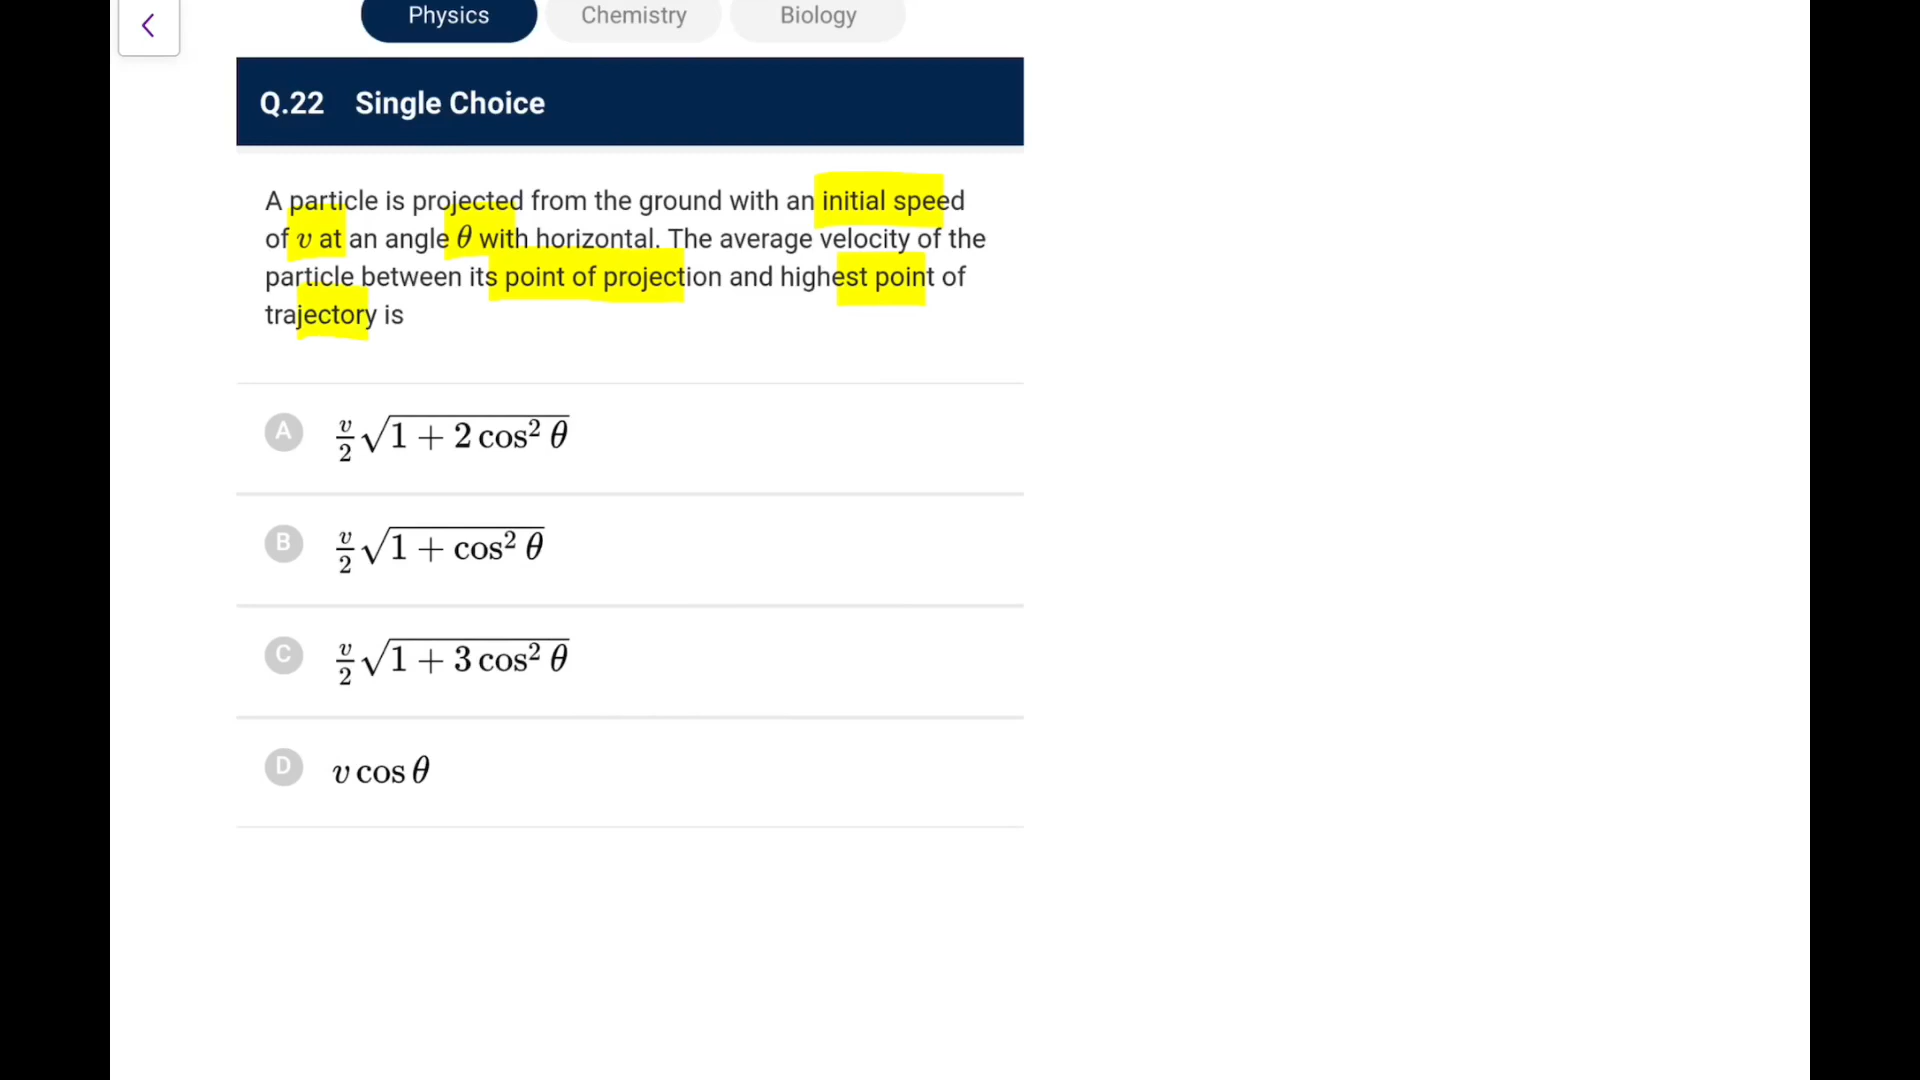 Physics Chemistry Biology
Q.22 Single Choice
A particle is projected from the ground with an initial speed
of v at an angle θ with horizontal. The average velocity of the
particle between its point of projection and highest point of
trajectory is
A v/2 √(1 + 2 cos² θ)
B v/2 √(1 + cos² θ)
C v/2 √(1 + 3 cos² θ)
D v cos θ